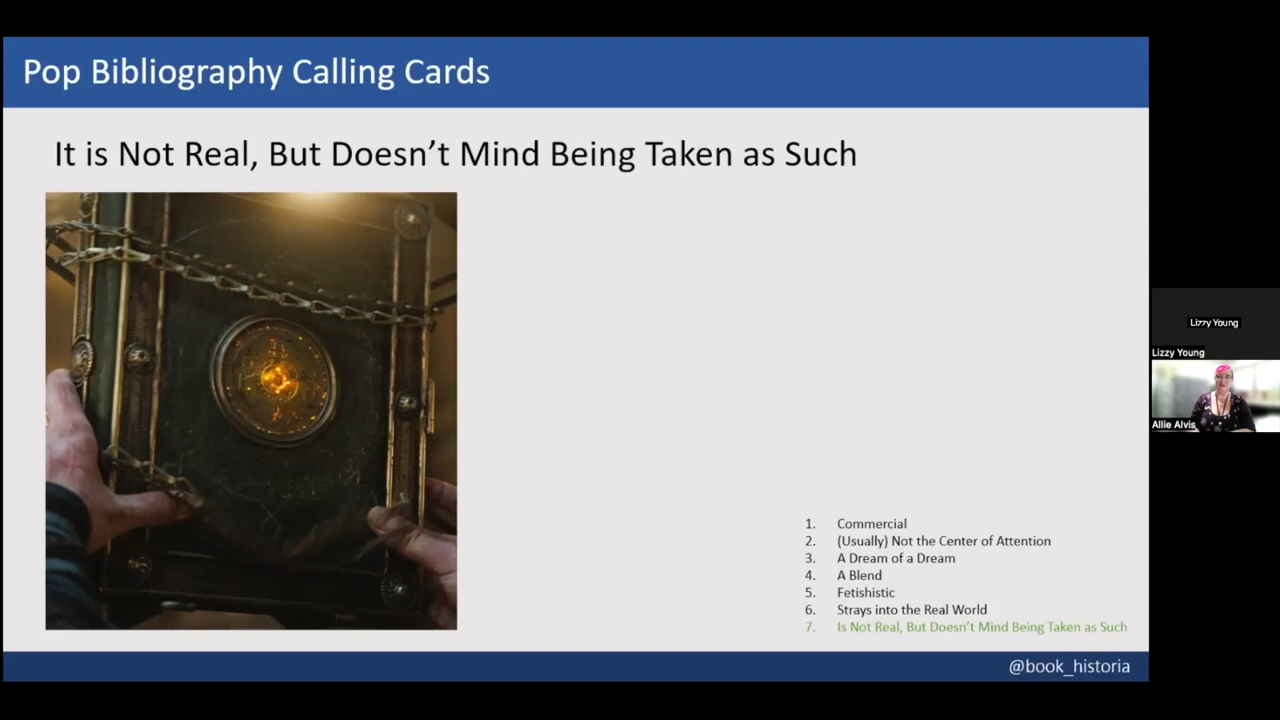 Pop Bibliography Calling Cards
It is Not Real, But Doesn’t Mind Being Taken as Such
1. Commercial
2. (Usually) Not the Center of Attention
3. A Dream of a Dream
4. A Blend
5. Fetishistic
6. Strays into the Real World
7. Is Not Real, But Doesn’t Mind Being Taken as Such
@book_historia
Lizzy Young
Lizzy Young
Allie Alvis